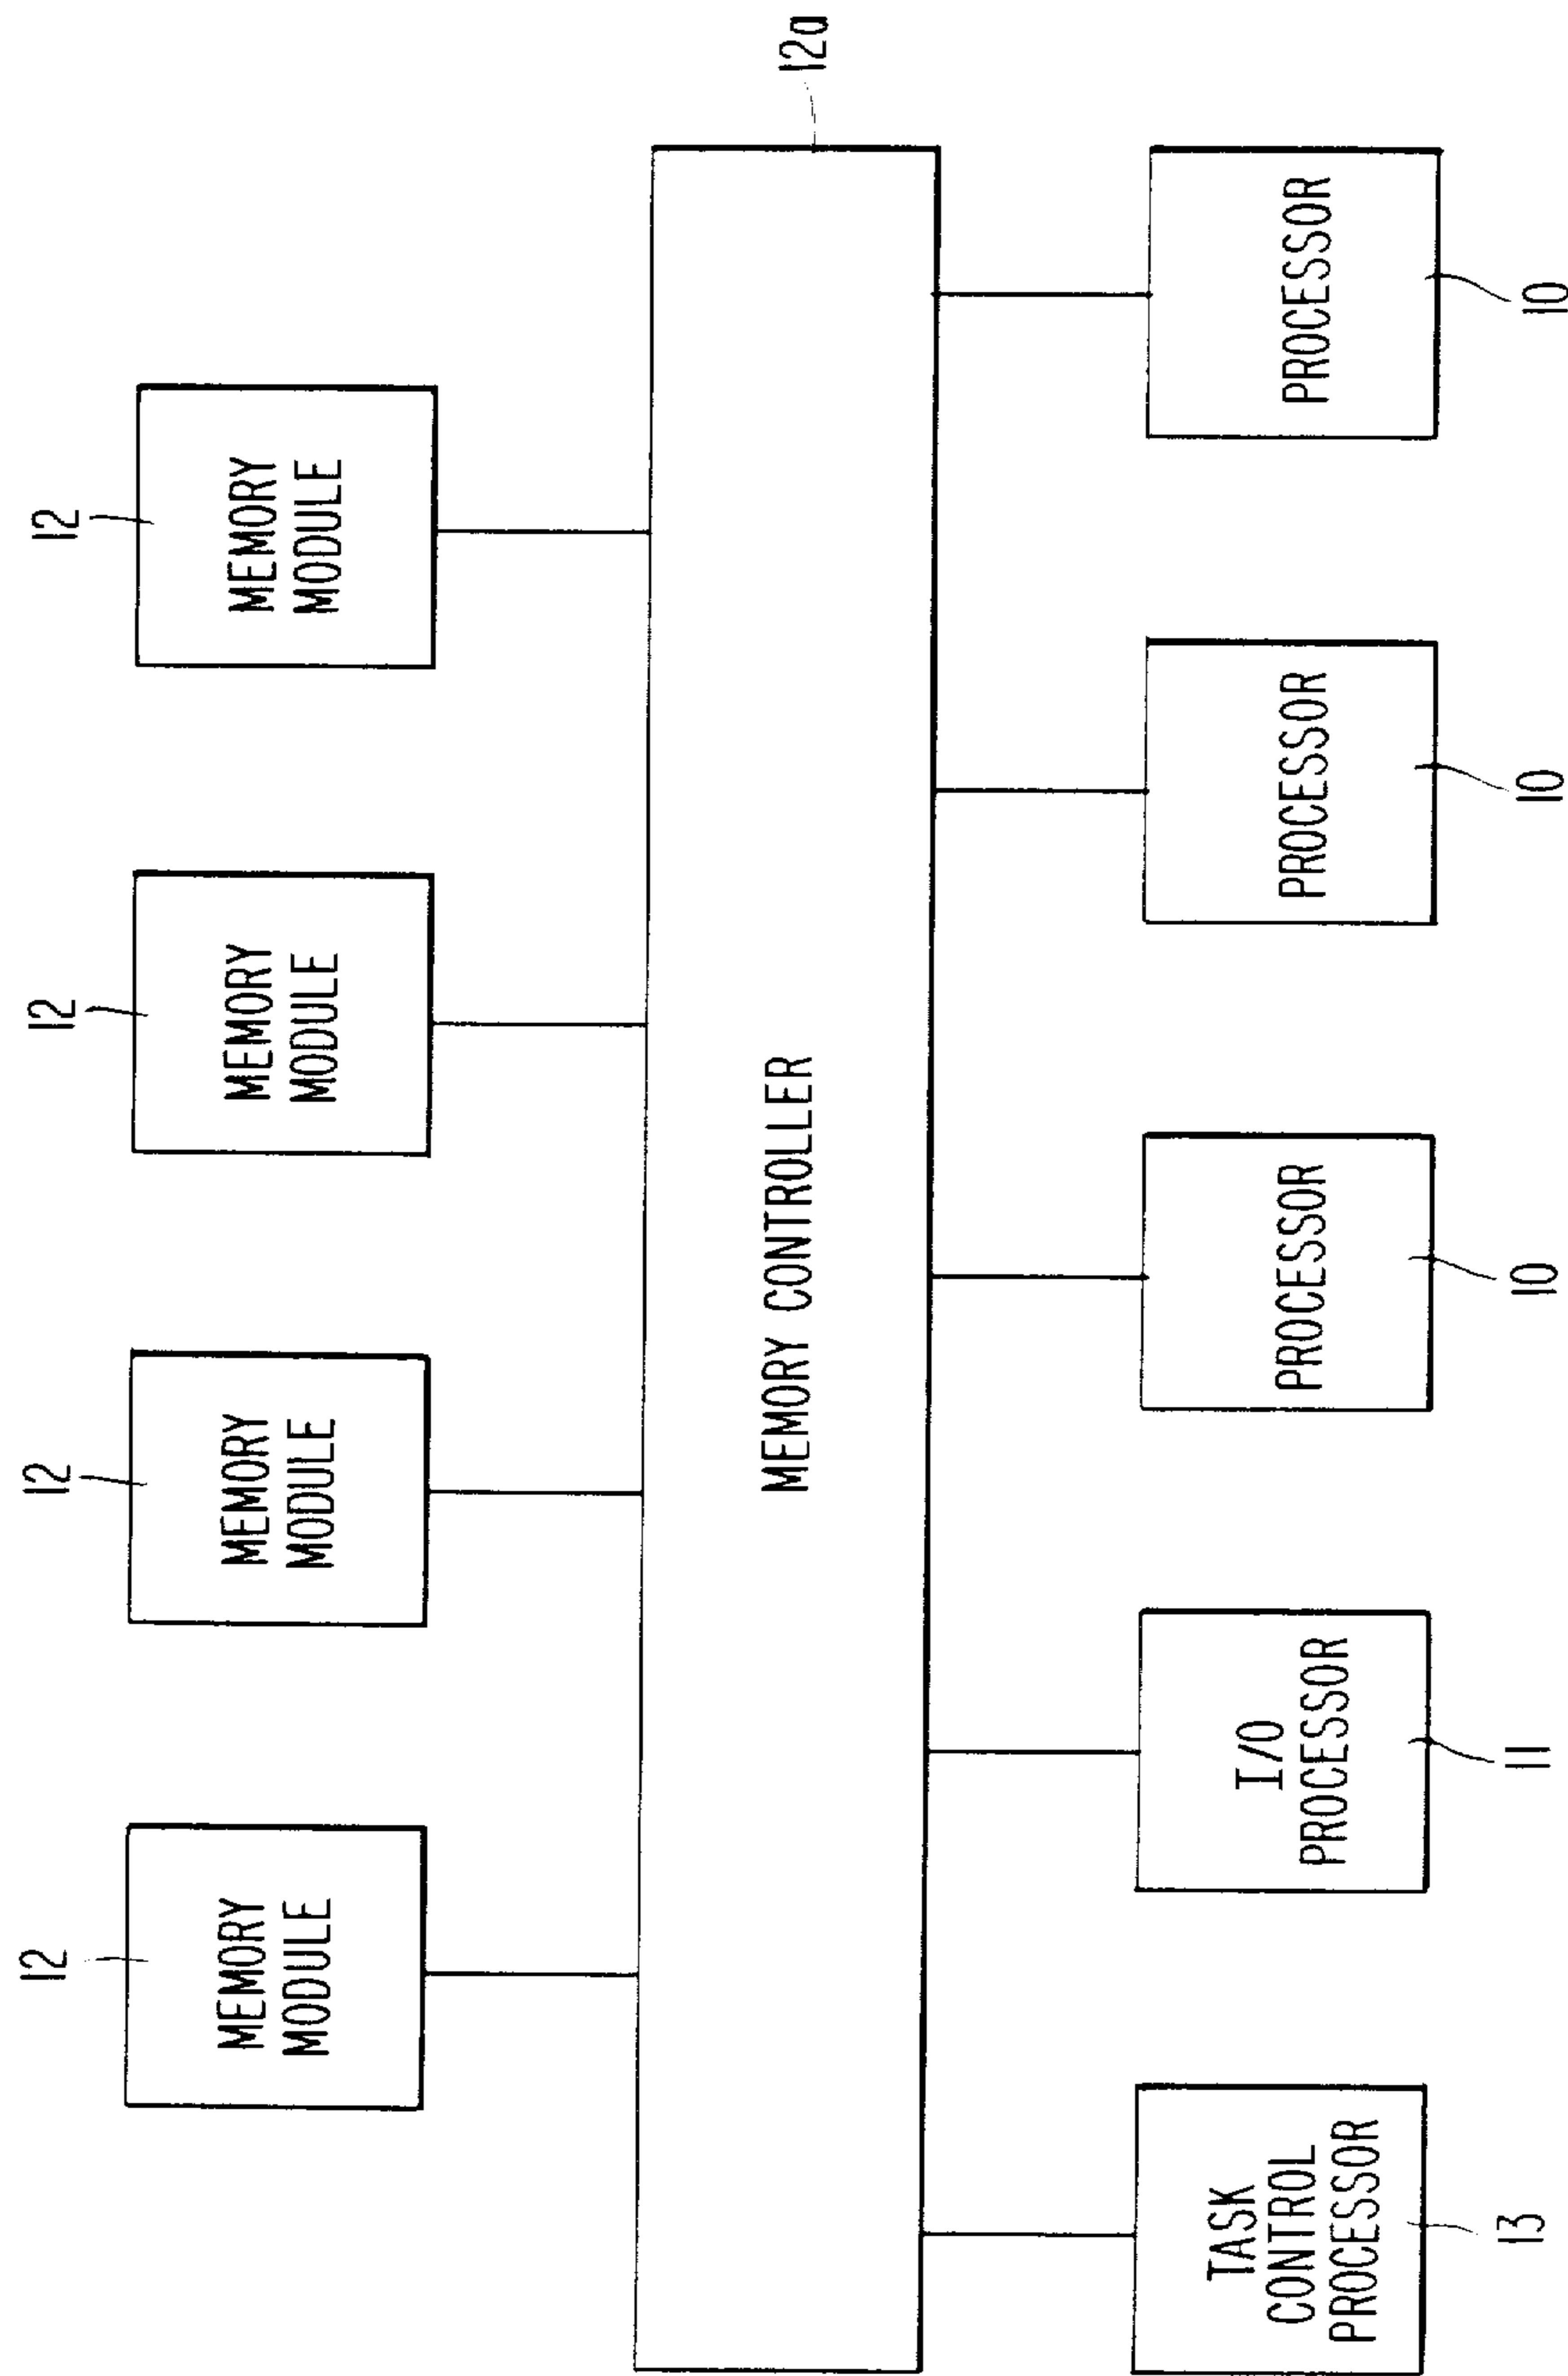 12
12
12
12
MEMORY
MODULE
MEMORY
MODULE
MEMORY
MODULE
MEMORY
MODULE
MEMORY CONTROLLER
12a
TASK
CONTROL
PROCESSOR
I/O
PROCESSOR
PROCESSOR
PROCESSOR
PROCESSOR
13
11
10
10
10